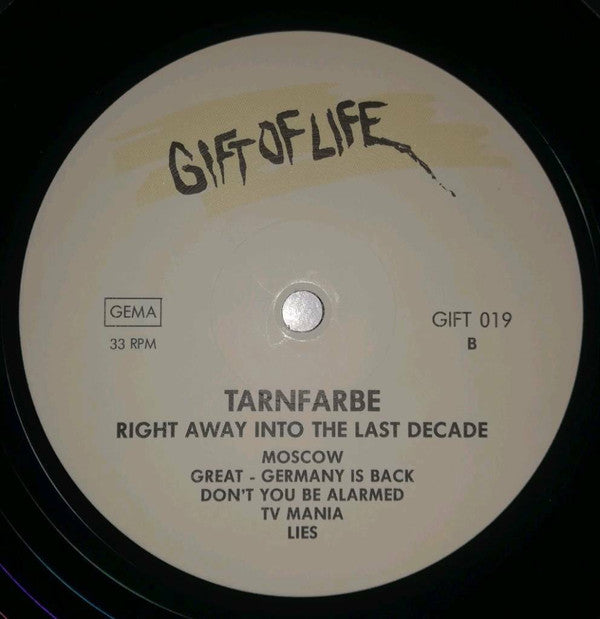 GIFT OF LIFE
GEMA
33 RPM
GIFT 019
B
TARNFARBE
RIGHT AWAY INTO THE LAST DECADE
MOSCOW
GREAT - GERMANY IS BACK
DON'T YOU BE ALARMED
TV MANIA
LIES